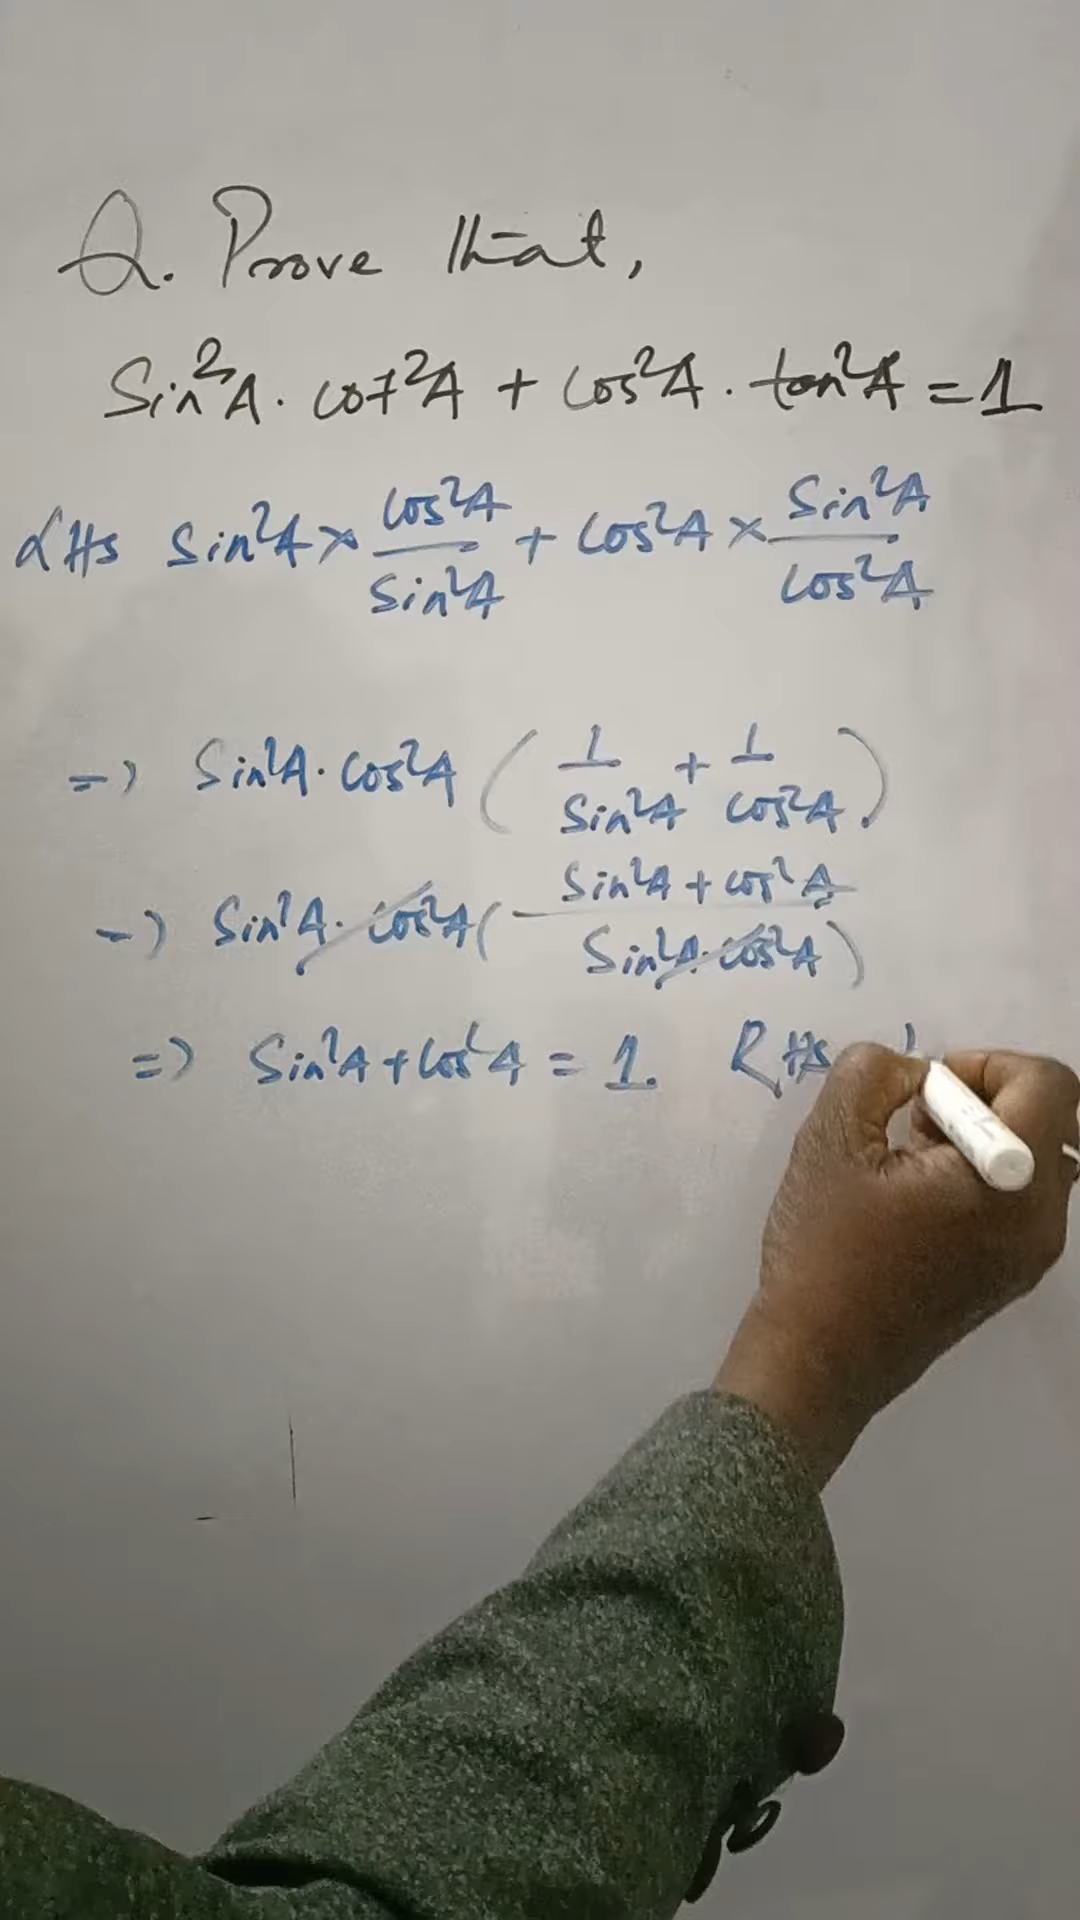 Q. Prove that,
Sin²A . cot²A + cos²A . tan²A = 1
LHS Sin²A × cos²A/Sin²A + cos²A × Sin²A/cos²A
=> Sin²A . cos²A ( 1/Sin²A + 1/cos²A )
=> Sin²A . cos²A ( Sin²A + cos²A / Sin²A . cos²A )
=> Sin²A + cos²A = 1. RHS